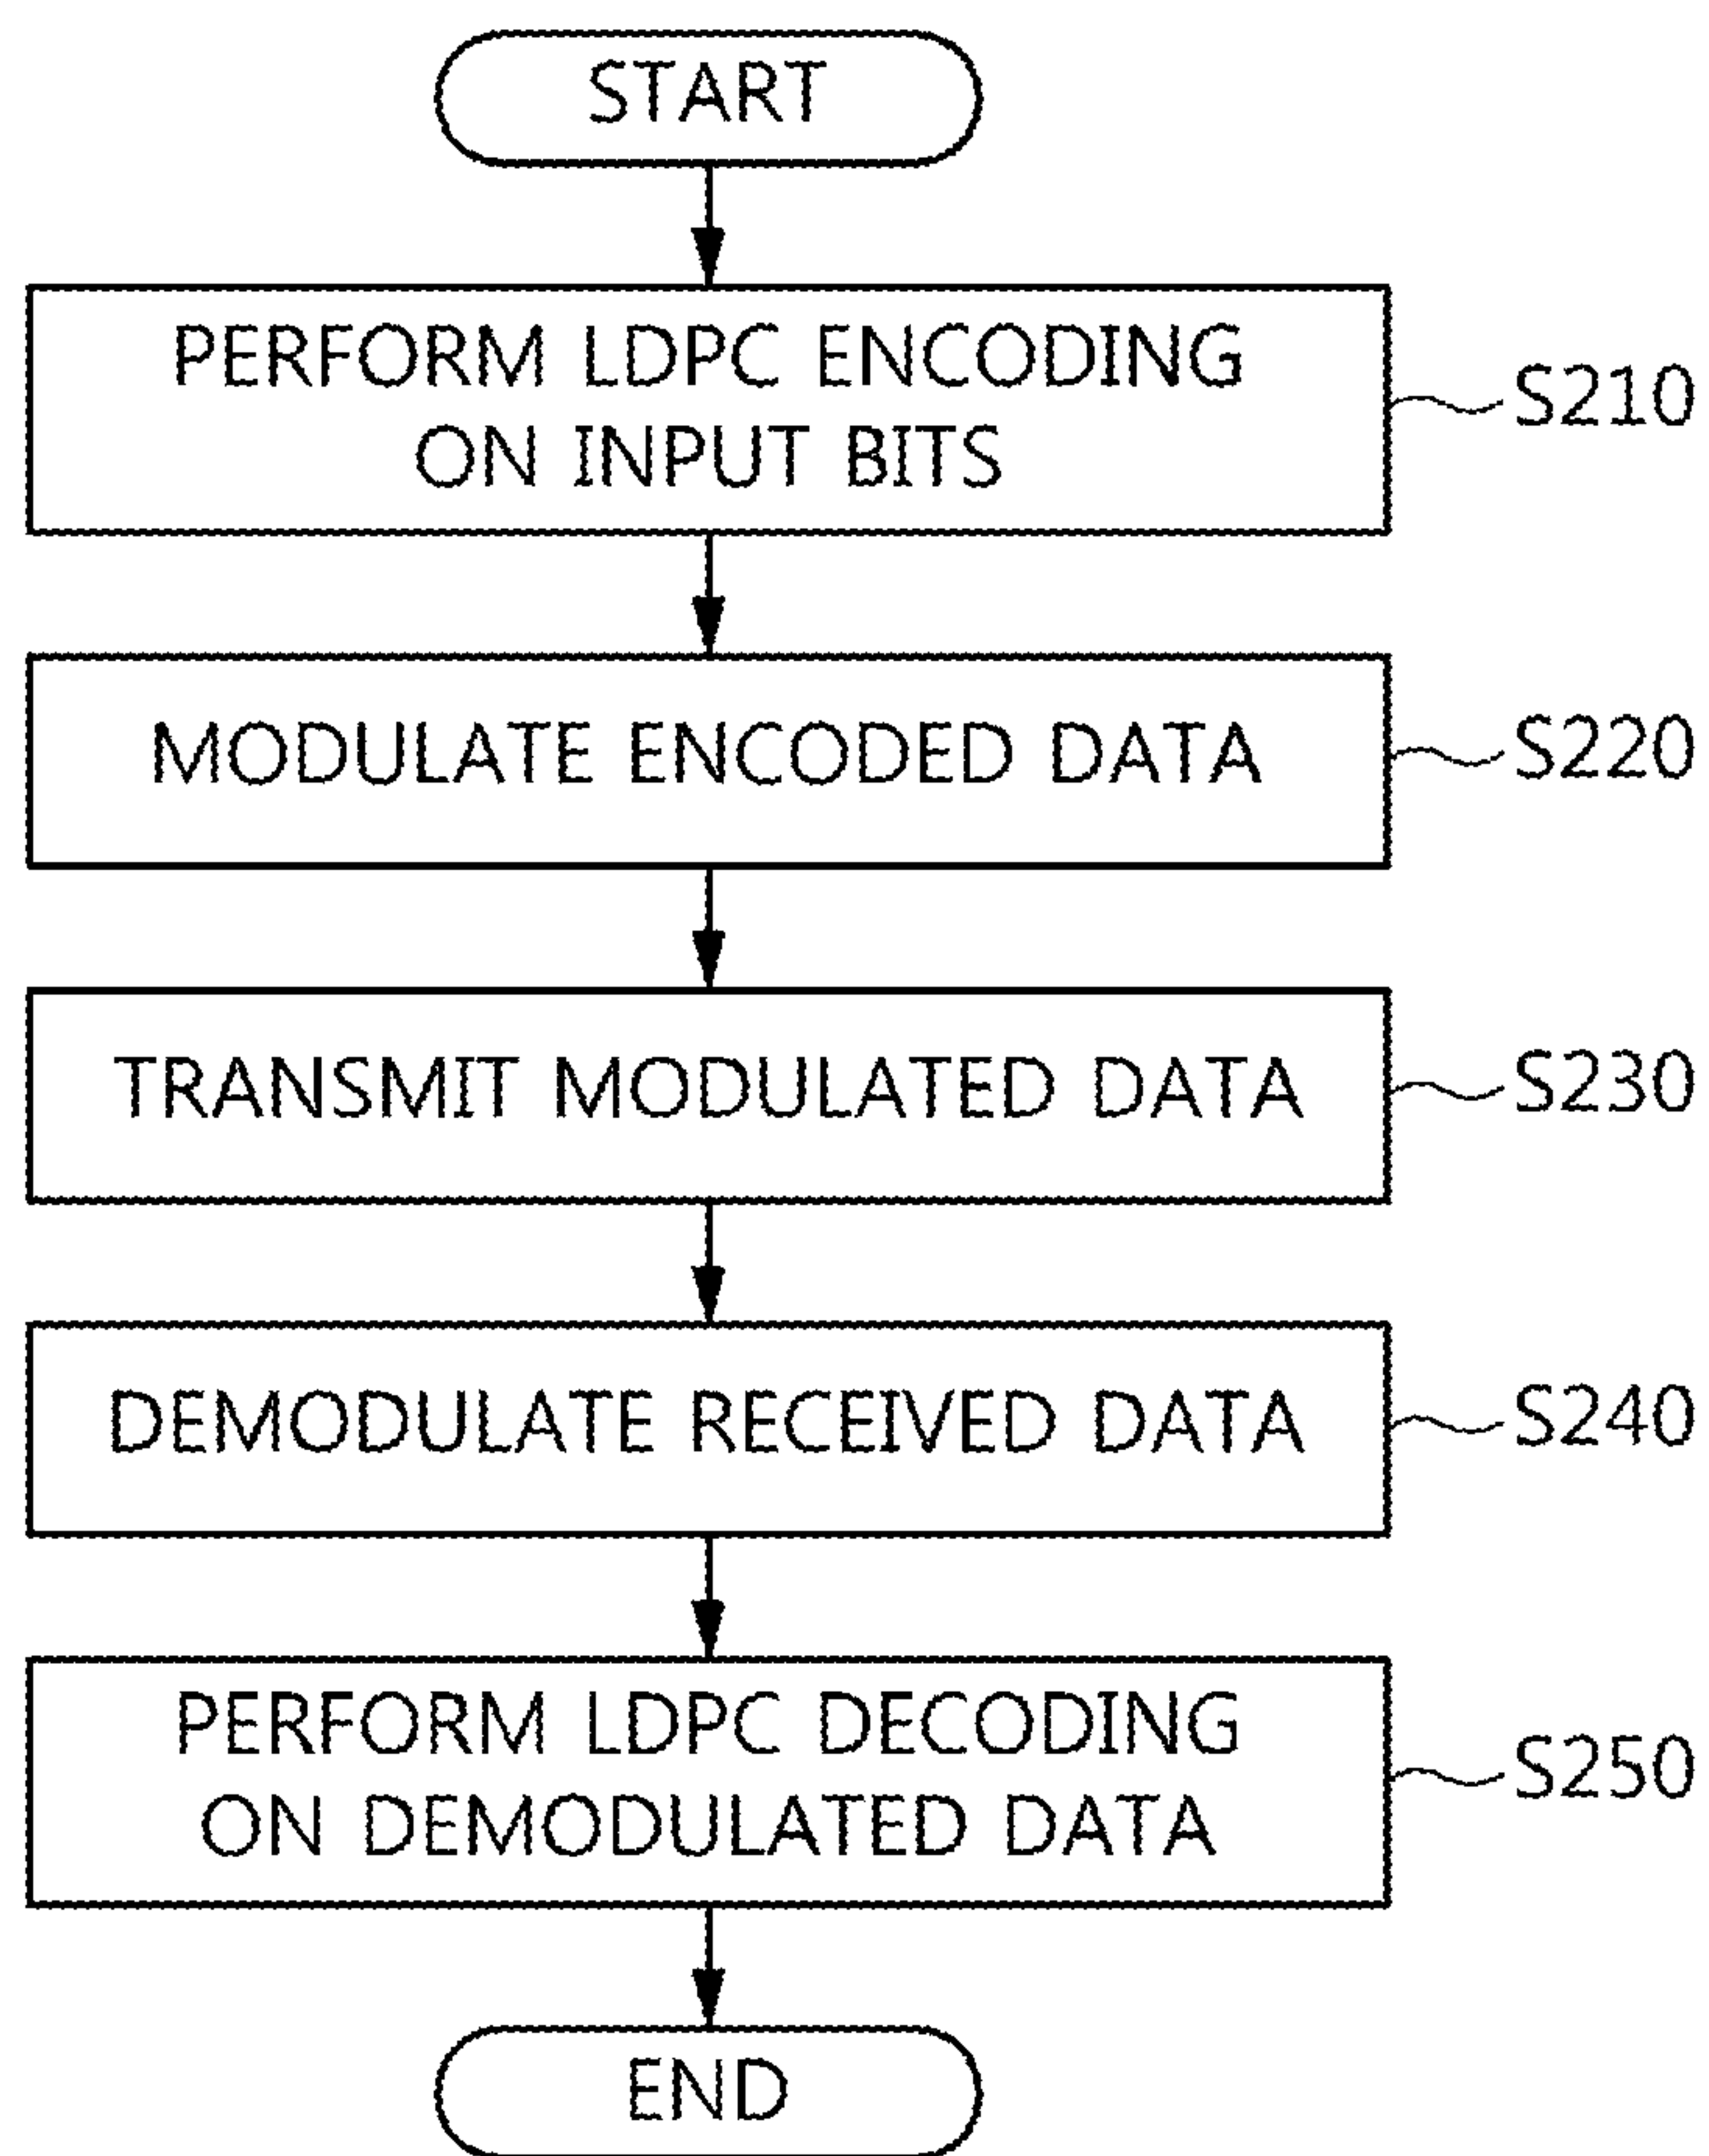 START
PERFORM LDPC ENCODING
ON INPUT BITS
S210
MODULATE ENCODED DATA
S220
TRANSMIT MODULATED DATA
S230
DEMODULATE RECEIVED DATA
S240
PERFORM LDPC DECODING
ON DEMODULATED DATA
S250
END